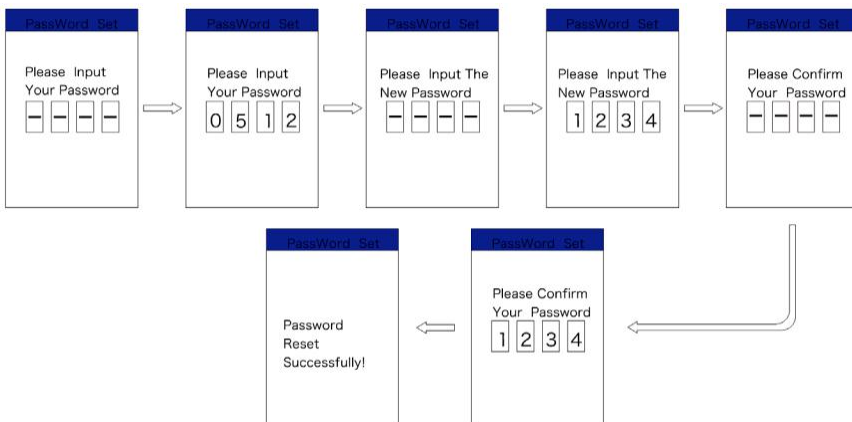 PassWord Set
Please Input
Your Password
– – – –
PassWord Set
Please Input
Your Password
0 5 1 2
PassWord Set
Please Input The
New Password
– – – –
PassWord Set
Please Input The
New Password
1 2 3 4
PassWord Set
Please Confirm
Your Password
– – – –
PassWord Set
Please Confirm
Your Password
1 2 3 4
PassWord Set
Password
Reset
Successfully!